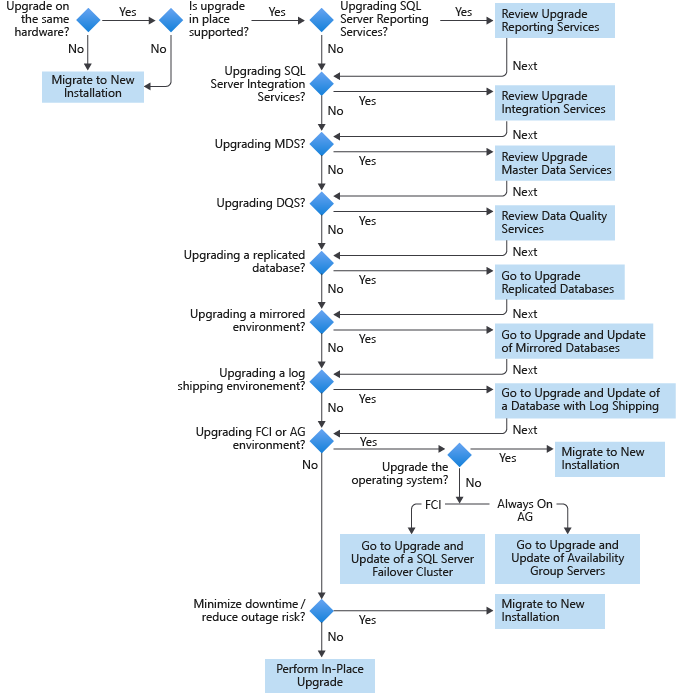 Upgrade on
the same
hardware?
Yes
No
Is upgrade
in place
supported?
Yes
No
Upgrading SQL
Server Reporting
Services?
Yes
No
Review Upgrade
Reporting Services
Next
Migrate to New
Installation
Upgrading SQL
Server Integration
Services?
Yes
No
Review Upgrade
Integration Services
Next
Upgrading MDS?
Yes
No
Review Upgrade
Master Data Services
Next
Upgrading DQS?
Yes
No
Review Data Quality
Services
Next
Upgrading a replicated
database?
Yes
No
Go to Upgrade
Replicated Databases
Next
Upgrading a mirrored
environment?
Yes
No
Go to Upgrade and Update
of Mirrored Databases
Next
Upgrading a log
shipping environement?
Yes
No
Go to Upgrade and Update of
a Database with Log Shipping
Next
Upgrading FCI or AG
environment?
Yes
No
Upgrade the
operating system?
Yes
No
Migrate to New
Installation
FCI
Always On
AG
Go to Upgrade and
Update of a SQL Server
Failover Cluster
Go to Upgrade and
Update of Availability
Group Servers
Minimize downtime /
reduce outage risk?
Yes
No
Migrate to New
Installation
Perform In-Place
Upgrade